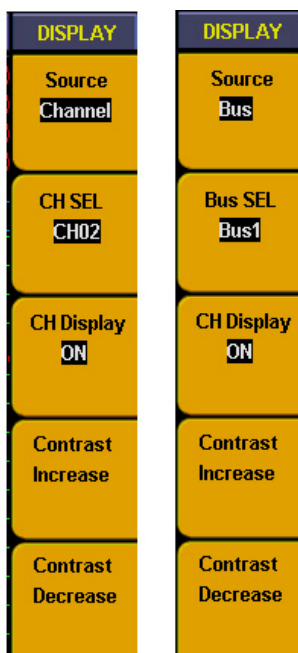 DISPLAY
Source
Channel
CH SEL
CH02
CH Display
ON
Contrast
Increase
Contrast
Decrease
DISPLAY
Source
Bus
Bus SEL
Bus1
CH Display
ON
Contrast
Increase
Contrast
Decrease